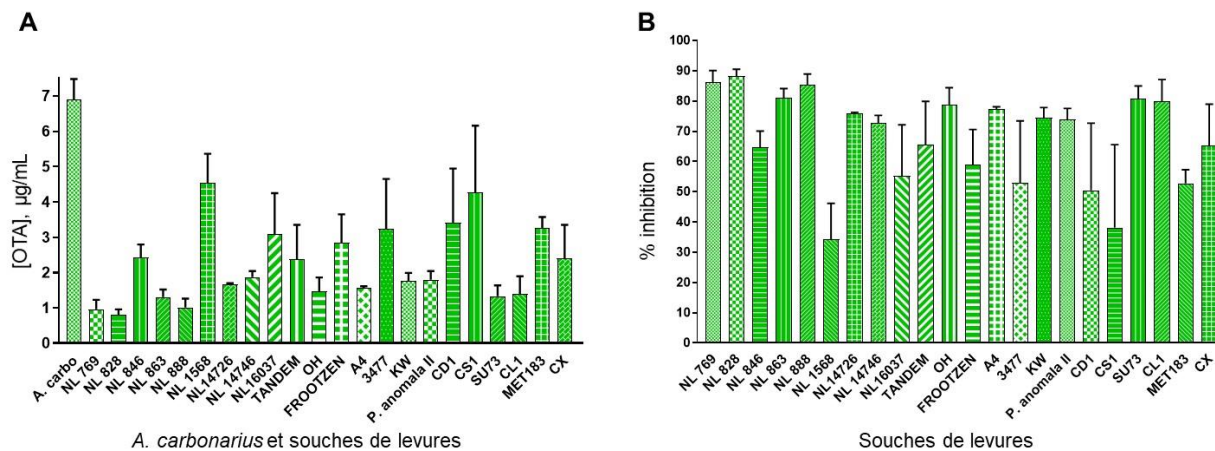 A
[OTA], µg/mL
7
6
5
4
3
2
1
0
A. carbo
NL 769
NL 828
NL 846
NL 863
NL 888
NL 1568
NL14726
NL 14746
NL16037
TANDEM
OH
FROOTZEN
A4
3477
KW
P. anomala II
CD1
CS1
SU73
CL1
MET183
CX
A. carbonarius et souches de levures
B
% inhibition
100
90
80
70
60
50
40
30
20
10
0
NL 769
NL 828
NL 846
NL 863
NL 888
NL 1568
NL14726
NL 14746
NL16037
TANDEM
OH
FROOTZEN
A4
3477
KW
P. anomala II
CD1
CS1
SU73
CL1
MET183
CX
Souches de levures